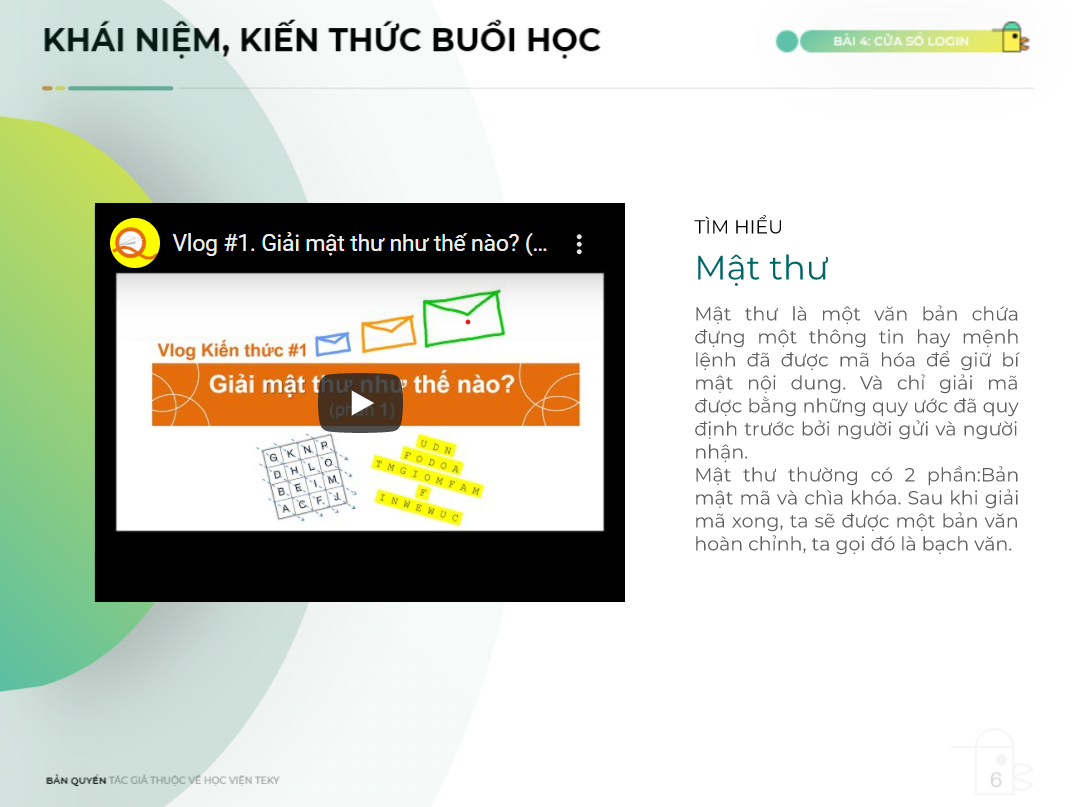 KHÁI NIỆM, KIẾN THỨC BUỔI HỌC
BÀI 4: CỬA SỔ LOGIN
Vlog #1. Giải mật thư như thế nào? (...
Vlog Kiến thức #1
Giải mật thư như thế nào?
(phần 1)
G K N P
D H L O
B E I M
A C F J
U D N
F O D O A
T M G I O M F A M
F
I N W E W U C
TÌM HIỂU
Mật thư
Mật thư là một văn bản chứa
đựng một thông tin hay mệnh
lệnh đã được mã hóa để giữ bí
mật nội dung. Và chỉ giải mã
được bằng những quy ước đã quy
định trước bởi người gửi và người
nhận.
Mật thư thường có 2 phần:Bản
mật mã và chìa khóa. Sau khi giải
mã xong, ta sẽ được một bản văn
hoàn chỉnh, ta gọi đó là bạch văn.
BẢN QUYỀN TÁC GIẢ THUỘC VỀ HỌC VIỆN TEKY
6